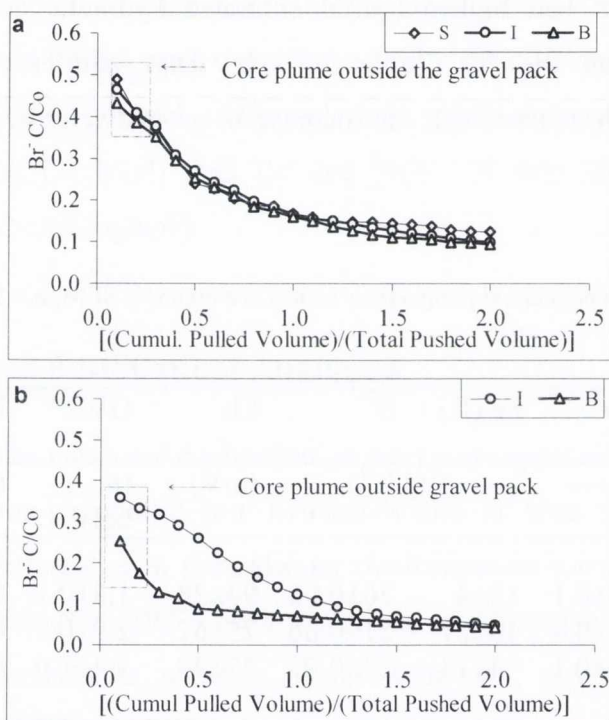 a
S I B
0.6
Core plume outside the gravel pack
0.5
0.4
0.3
0.2
0.1
0.0
Br⁻ C/Co
0.0 0.5 1.0 1.5 2.0 2.5
[(Cumul. Pulled Volume)/(Total Pushed Volume)]
b
I B
0.6
0.5
Core plume outside gravel pack
0.4
0.3
0.2
0.1
0.0
Br⁻ C/Co
0.0 0.5 1.0 1.5 2.0 2.5
[(Cumul Pulled Volume)/(Total Pushed Volume)]